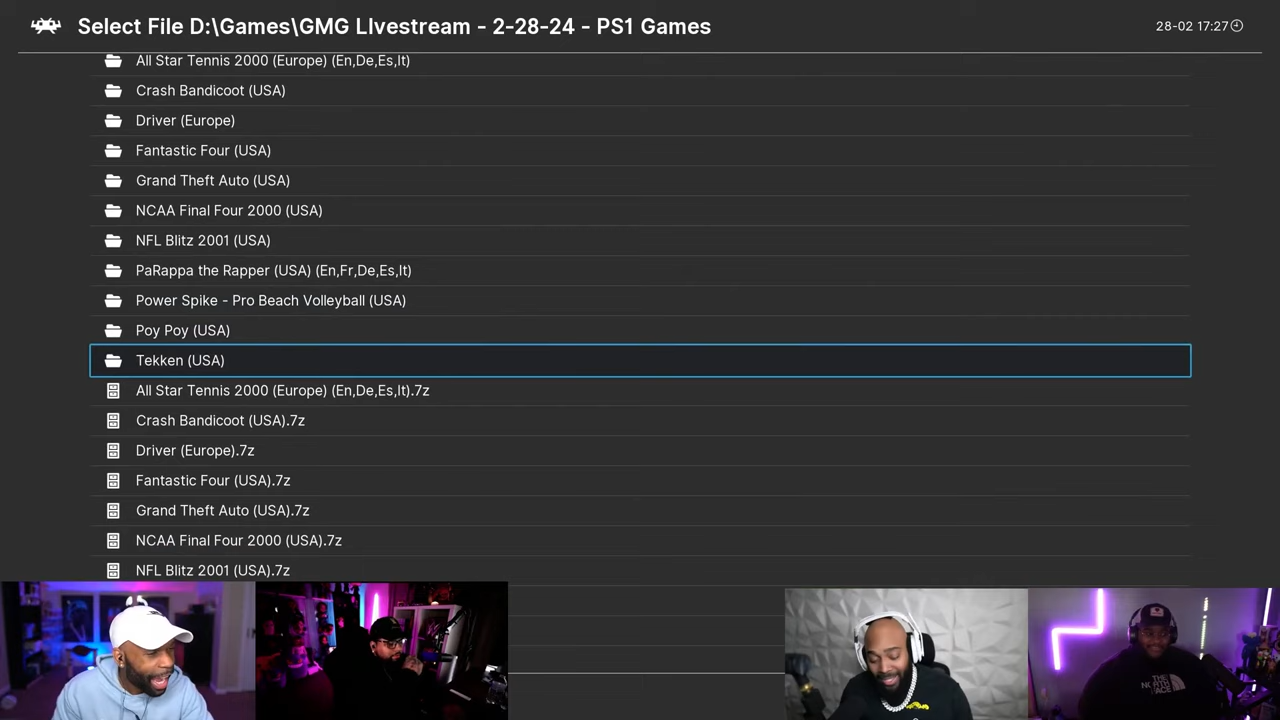 Select File D:\Games\GMG LIvestream - 2-28-24 - PS1 Games
28-02 17:27
All Star Tennis 2000 (Europe) (En,De,Es,It)
Crash Bandicoot (USA)
Driver (Europe)
Fantastic Four (USA)
Grand Theft Auto (USA)
NCAA Final Four 2000 (USA)
NFL Blitz 2001 (USA)
PaRappa the Rapper (USA) (En,Fr,De,Es,It)
Power Spike - Pro Beach Volleyball (USA)
Poy Poy (USA)
Tekken (USA)
All Star Tennis 2000 (Europe) (En,De,Es,It).7z
Crash Bandicoot (USA).7z
Driver (Europe).7z
Fantastic Four (USA).7z
Grand Theft Auto (USA).7z
NCAA Final Four 2000 (USA).7z
NFL Blitz 2001 (USA).7z
THE
NORTH
FACE